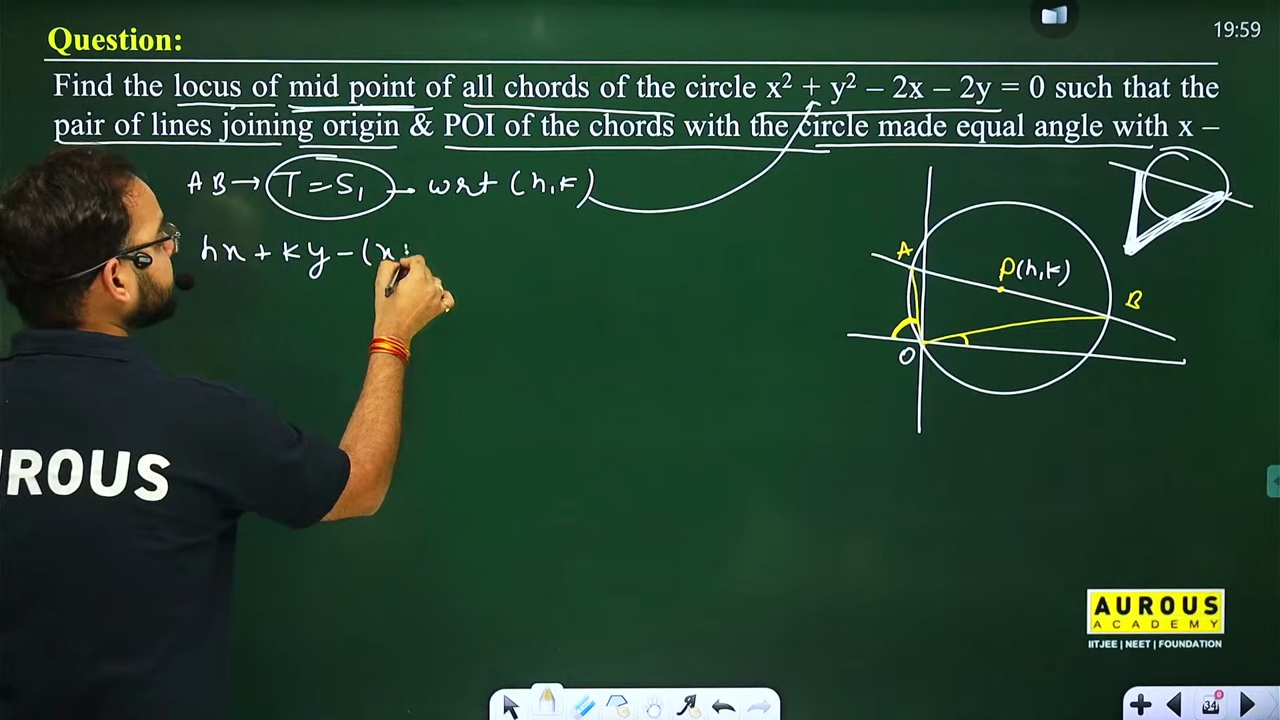 19:59
Question:
Find the locus of mid point of all chords of the circle x² + y² – 2x – 2y = 0 such that the
pair of lines joining origin & POI of the chords with the circle made equal angle with x –
AB → T = S₁ → wrt (h,k)
hx + ky – (x
A
P(h,k)
B
O
UROUS
AUROUS
ACADEMY
IITJEE | NEET | FOUNDATION
34